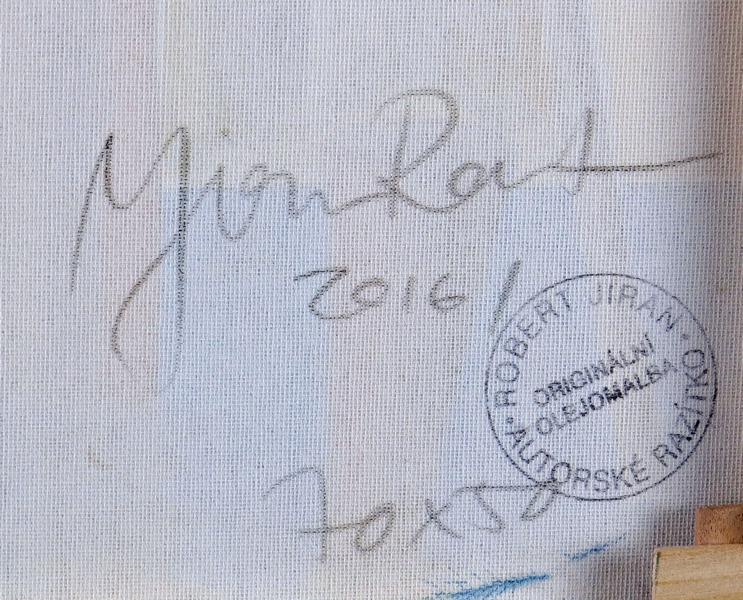 2016/
ROBERT JIRAN
ORIGINÁLNÍ
OLEJOMALBA
AUTORSKÉ RAZÍTKO
70x50